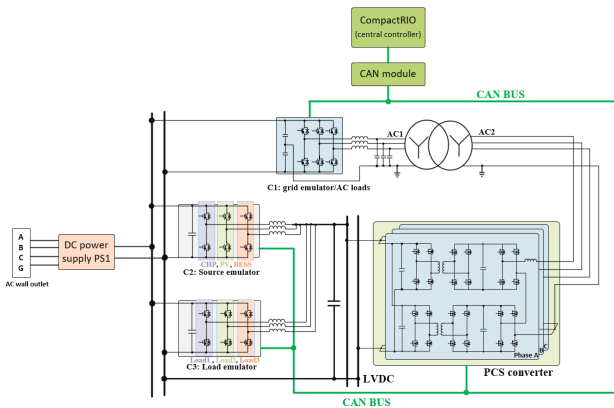 CompactRIO
(central controller)
CAN module
CAN BUS
AC1
AC2
C1: grid emulator/AC loads
A
B
C
G
AC wall outlet
DC power
supply PS1
CHP, PV, BESS
C2: Source emulator
Load1 , Load2, Load3
C3: Load emulator
LVDC
Phase A
B
C
PCS converter
CAN BUS